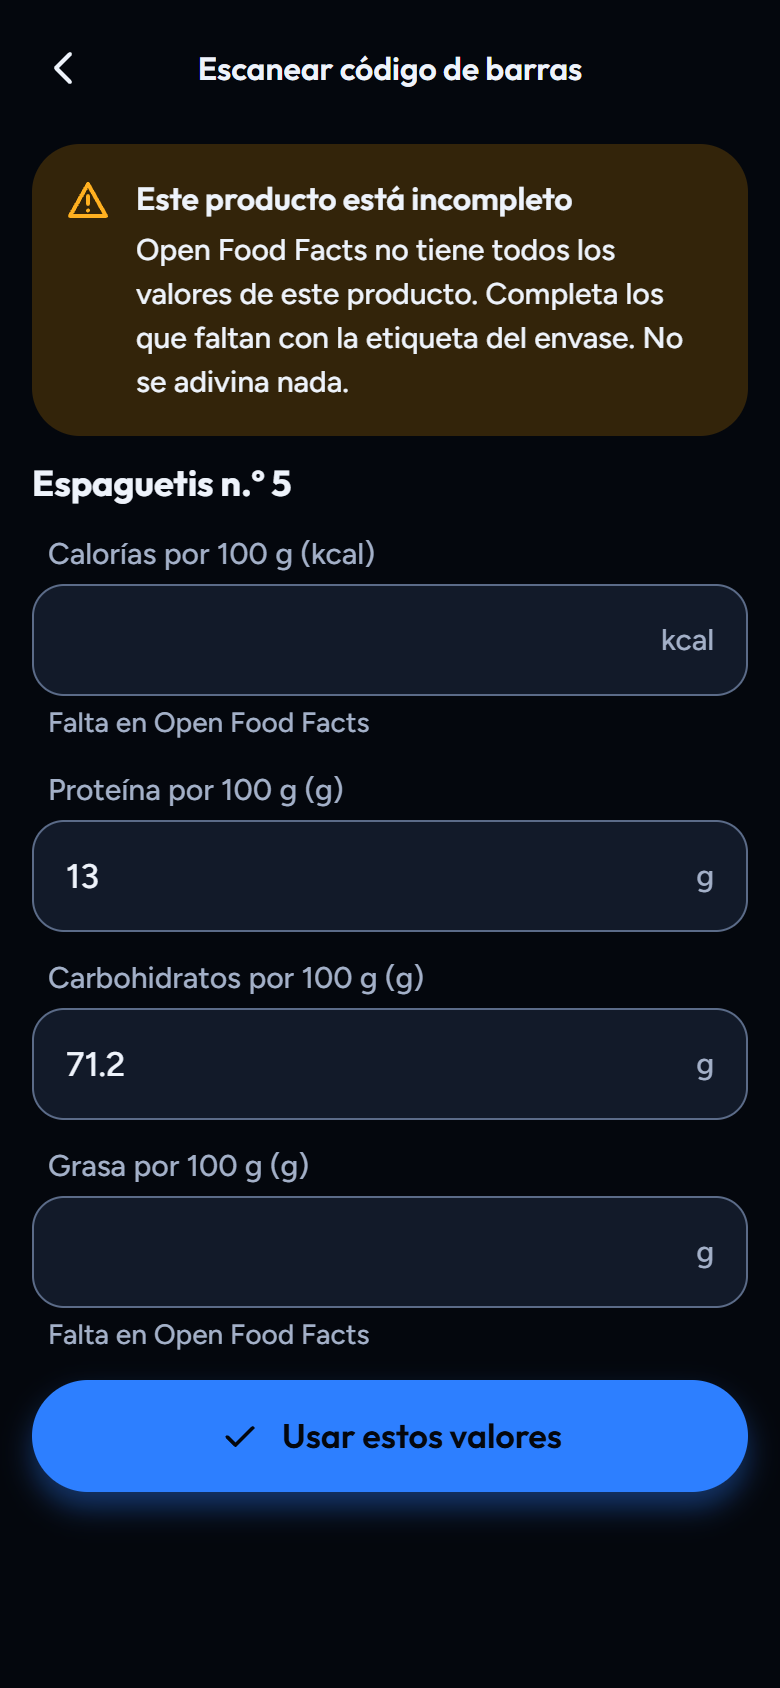 Escanear código de barras
Este producto está incompleto
Open Food Facts no tiene todos los
valores de este producto. Completa los
que faltan con la etiqueta del envase. No
se adivina nada.
Espaguetis n.º 5
Calorías por 100 g (kcal)
kcal
Falta en Open Food Facts
Proteína por 100 g (g)
13 g
Carbohidratos por 100 g (g)
71.2 g
Grasa por 100 g (g)
g
Falta en Open Food Facts
Usar estos valores